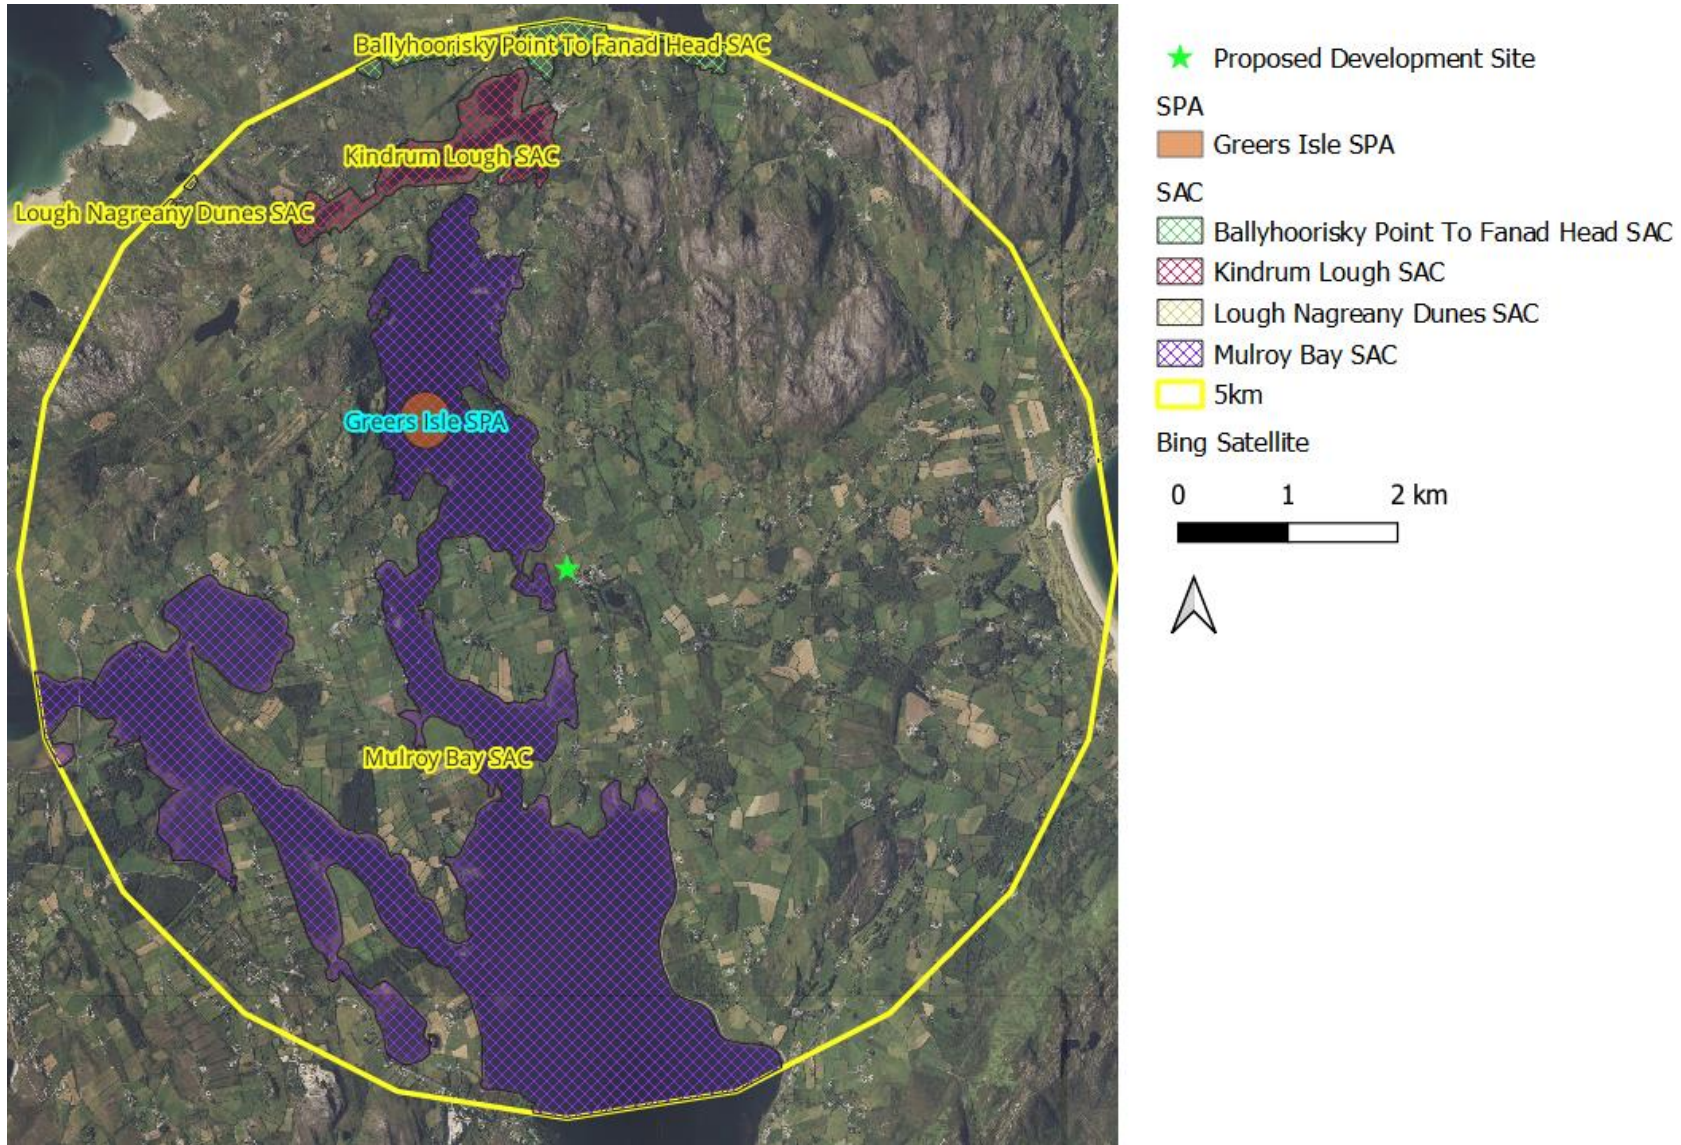 Ballyhoorisky Point To Fanad Head SAC
Kindrum Lough SAC
Lough Nagreany Dunes SAC
Greers Isle SPA
Mulroy Bay SAC
Proposed Development Site
SPA
Greers Isle SPA
SAC
Ballyhoorisky Point To Fanad Head SAC
Kindrum Lough SAC
Lough Nagreany Dunes SAC
Mulroy Bay SAC
5km
Bing Satellite
0 1 2 km